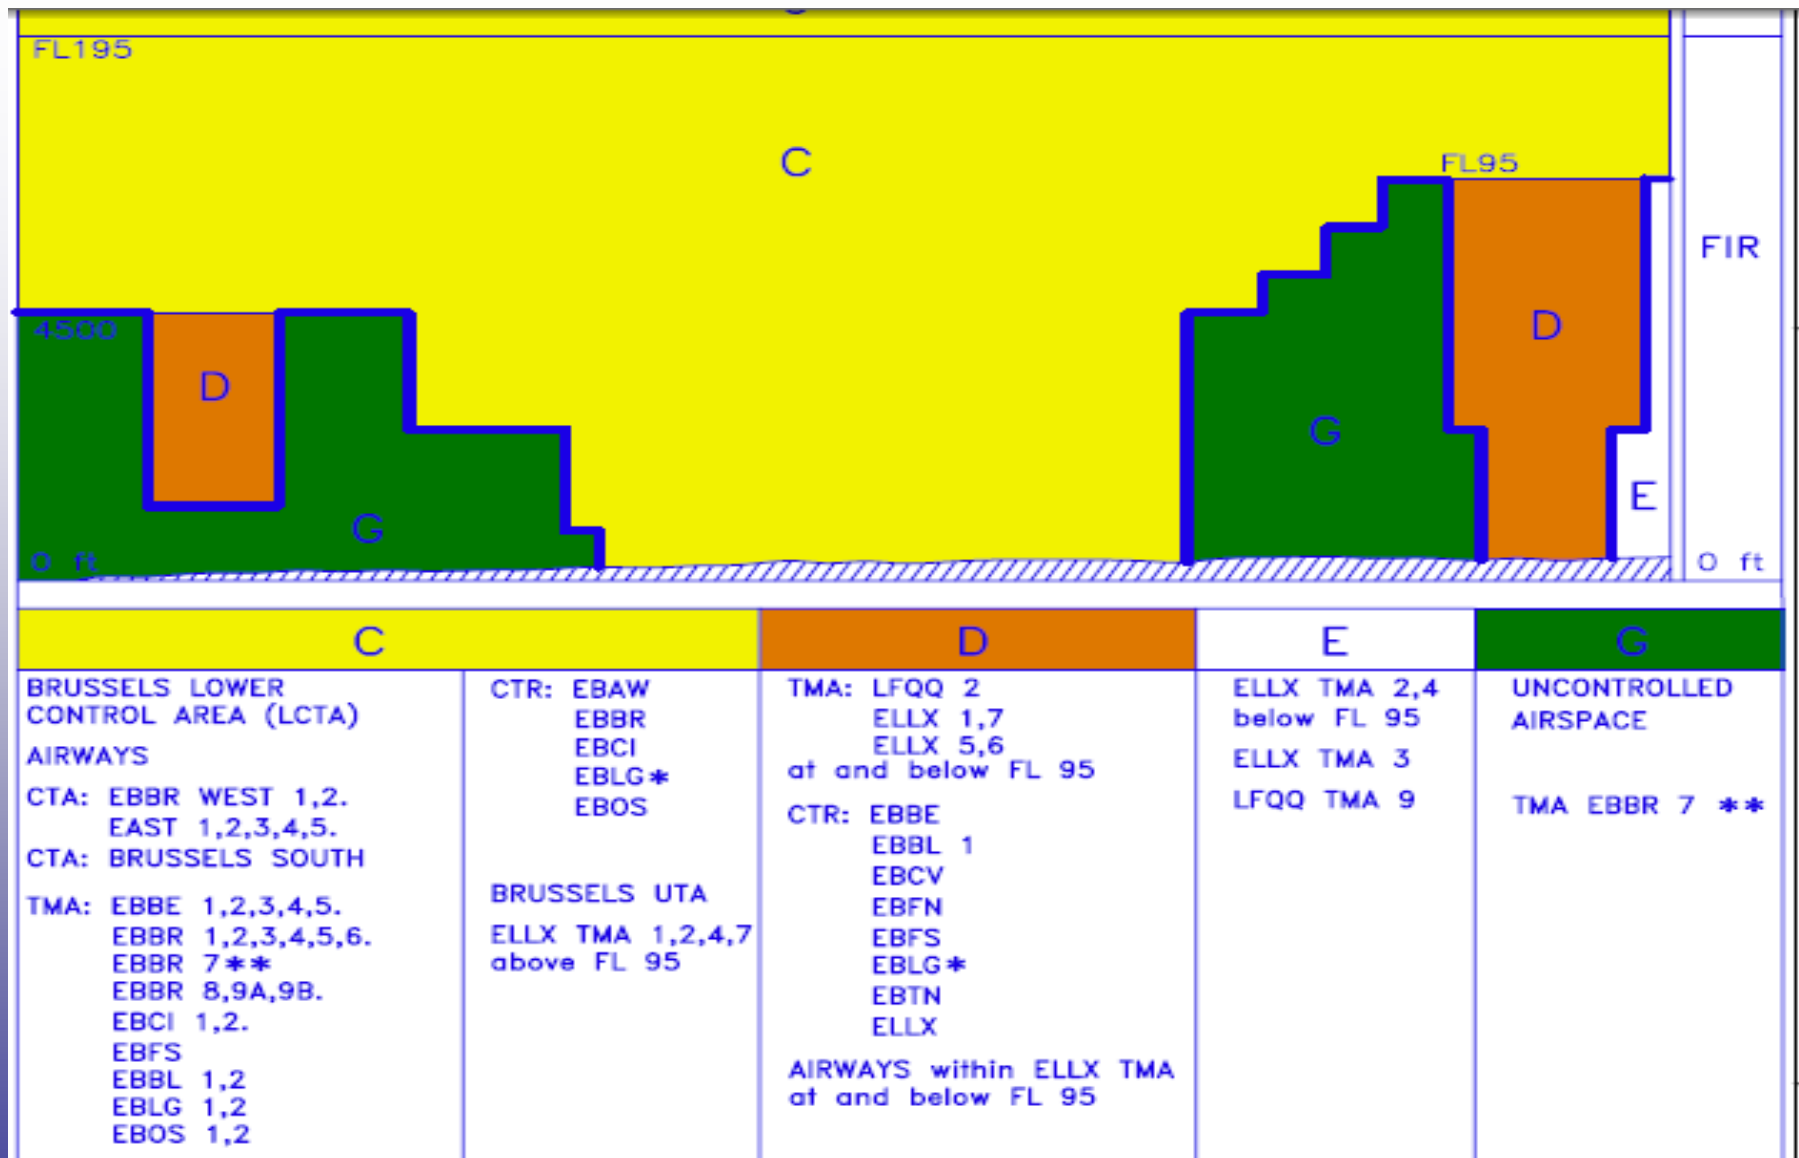 FL195
C
FL95
FIR
4500
D
D
G
G
E
0 ft
0 ft
C
D
E
G
BRUSSELS LOWER
CONTROL AREA (LCTA)
AIRWAYS
CTA: EBBR WEST 1,2.
EAST 1,2,3,4,5.
CTA: BRUSSELS SOUTH
TMA: EBBE 1,2,3,4,5.
EBBR 1,2,3,4,5,6.
EBBR 7**
EBBR 8,9A,9B.
EBCI 1,2.
EBFS
EBBL 1,2
EBLG 1,2
EBOS 1,2
CTR: EBAW
EBBR
EBCI
EBLG*
EBOS
BRUSSELS UTA
ELLX TMA 1,2,4,7
above FL 95
TMA: LFQQ 2
ELLX 1,7
ELLX 5,6
at and below FL 95
CTR: EBBE
EBBL 1
EBCV
EBFN
EBFS
EBLG*
EBTN
ELLX
AIRWAYS within ELLX TMA
at and below FL 95
ELLX TMA 2,4
below FL 95
ELLX TMA 3
LFQQ TMA 9
UNCONTROLLED
AIRSPACE
TMA EBBR 7 **